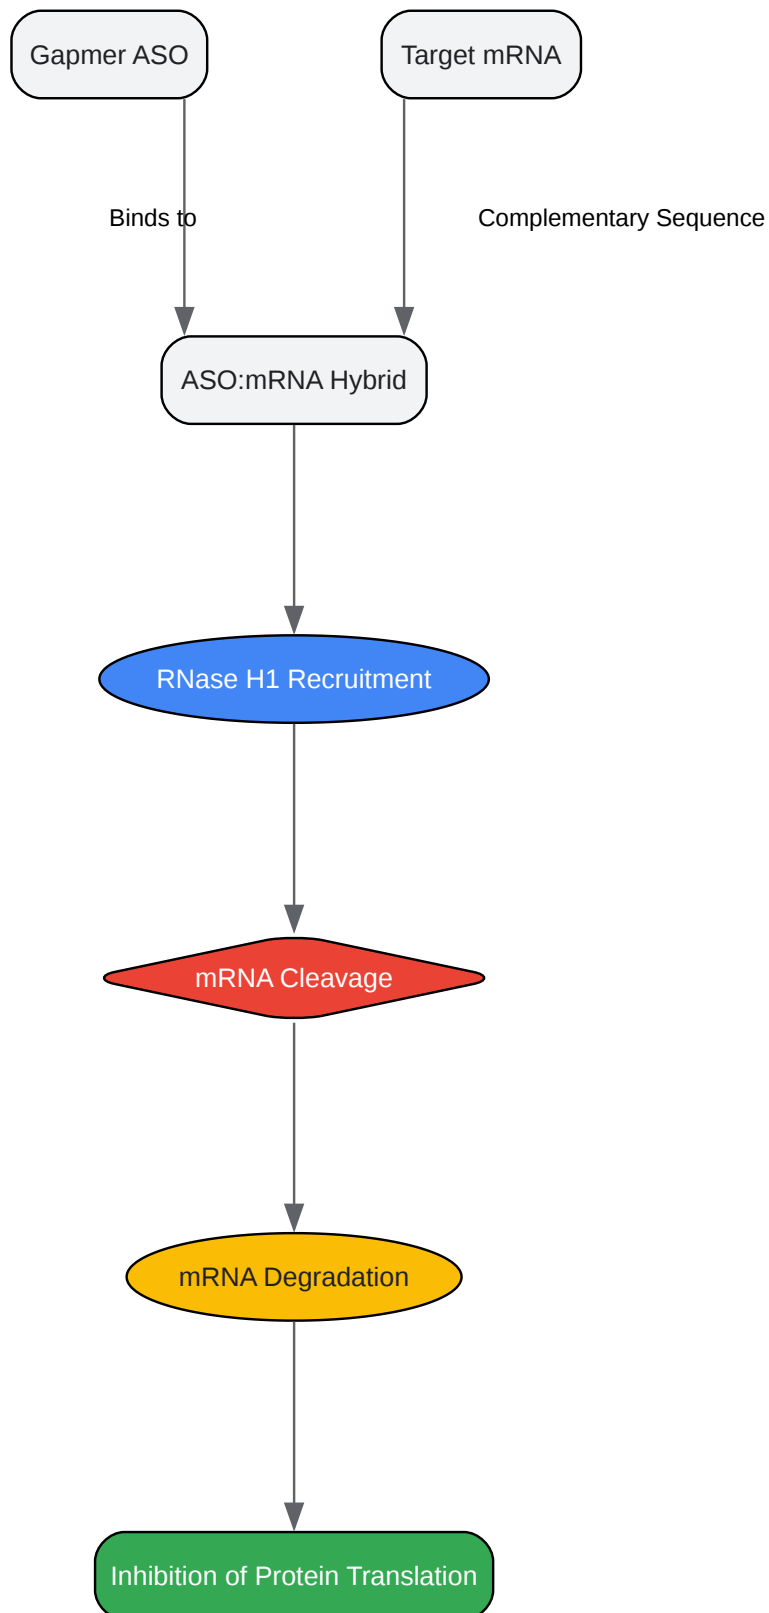 Gapmer ASO
Target mRNA
Binds to
Complementary Sequence
ASO:mRNA Hybrid
RNase H1 Recruitment
mRNA Cleavage
mRNA Degradation
Inhibition of Protein Translation